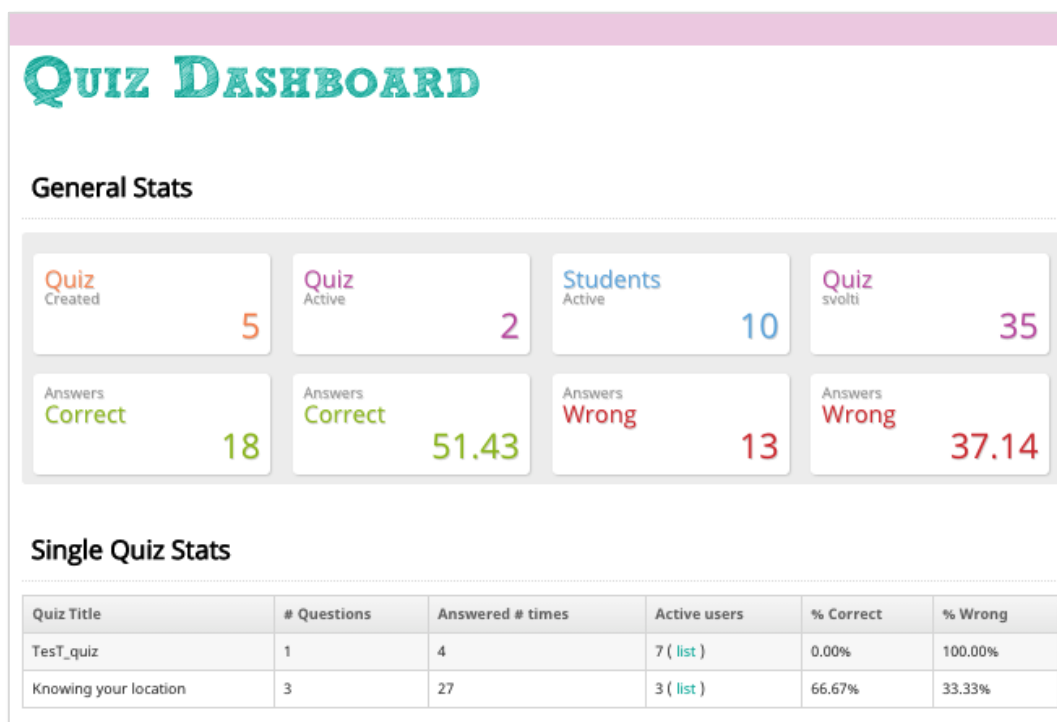 Quiz Dashboard
General Stats
Quiz Quiz Students Quiz
Created Active Active svolti
5 2 10 35
Answers Answers Answers Answers
Correct Correct Wrong Wrong
18 51.43 13 37.14
Single Quiz Stats
Quiz Title # Questions Answered # times Active users % Correct % Wrong
TesT_quiz 1 4 7 ( list ) 0.00% 100.00%
Knowing your location 3 27 3 ( list ) 66.67% 33.33%